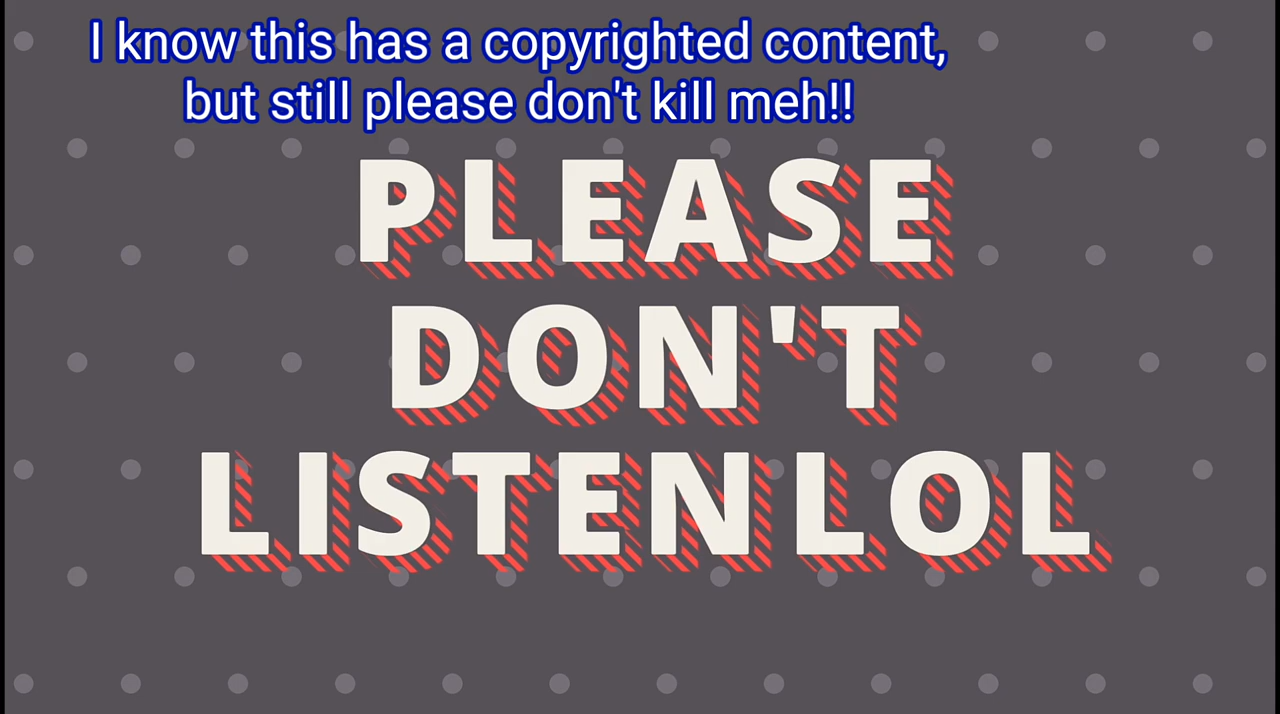 I know this has a copyrighted content,
but still please don't kill meh!!
PLEASE
DON'T
LISTEN LOL